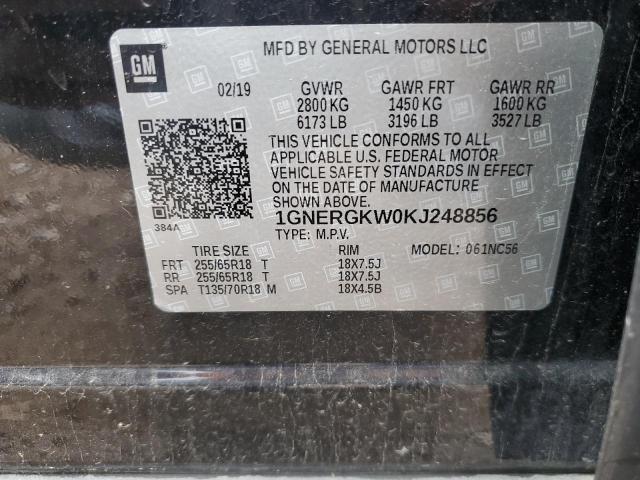 GM
MFD BY GENERAL MOTORS LLC
02/19 GVWR GAWR FRT GAWR RR
2800 KG 1450 KG 1600 KG
6173 LB 3196 LB 3527 LB
THIS VEHICLE CONFORMS TO ALL
APPLICABLE U.S. FEDERAL MOTOR
VEHICLE SAFETY STANDARDS IN EFFECT
ON THE DATE OF MANUFACTURE
1GNERGKW0KJ248856
384A
TYPE: M.P.V.
TIRE SIZE RIM MODEL: 061NC56
FRT 255/65R18 T 18X7.5J
RR 255/65R18 T 18X7.5J
SPA T135/70R18 M 18X4.5B